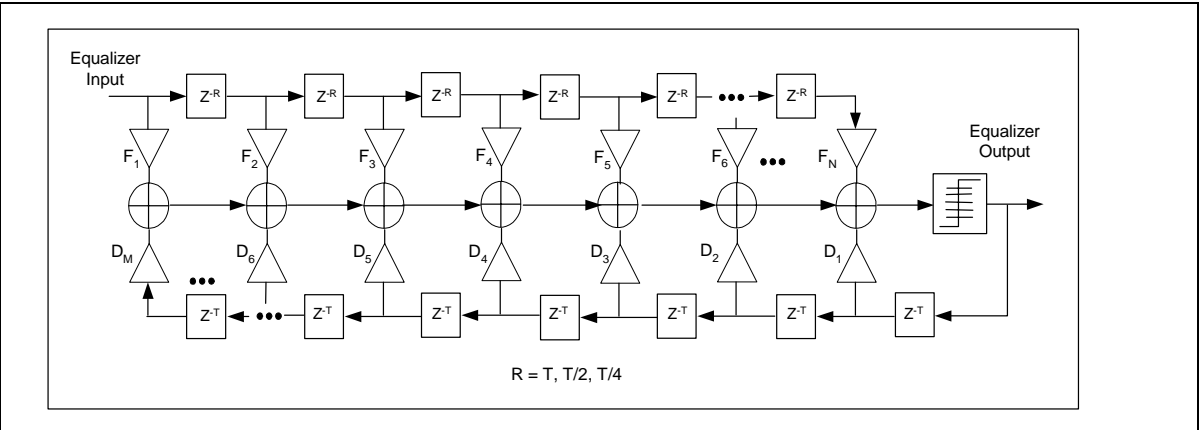 Equalizer
Input
Z-R Z-R Z-R Z-R Z-R Z-R
Equalizer
Output
F1 F2 F3 F4 F5 F6 FN
DM D6 D5 D4 D3 D2 D1
Z-T Z-T Z-T Z-T Z-T Z-T Z-T
R = T, T/2, T/4